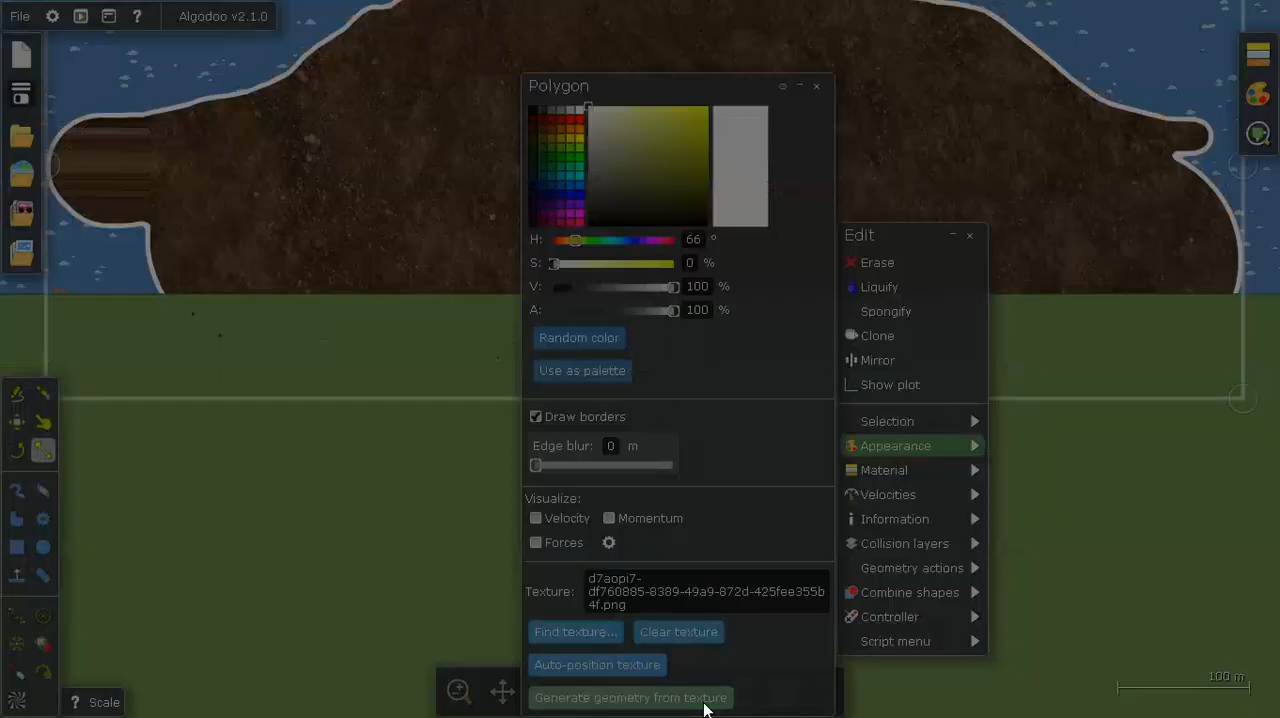 File
?
Algodoo v2.1.0
Polygon
H: 66 °
S: 0 %
V: 100 %
A: 100 %
Random color
Use as palette
Draw borders
Edge blur: 0 m
Visualize:
Velocity
Momentum
Forces
Texture: d7aopi7-
df760885-8389-49a9-872d-425fee355b
4f.png
Find texture...
Clear texture
Auto-position texture
Generate geometry from texture
Edit
Erase
Liquify
Spongify
Clone
Mirror
Show plot
Selection
Appearance
Material
Velocities
Information
Collision layers
Geometry actions
Combine shapes
Controller
Script menu
? Scale
100 m